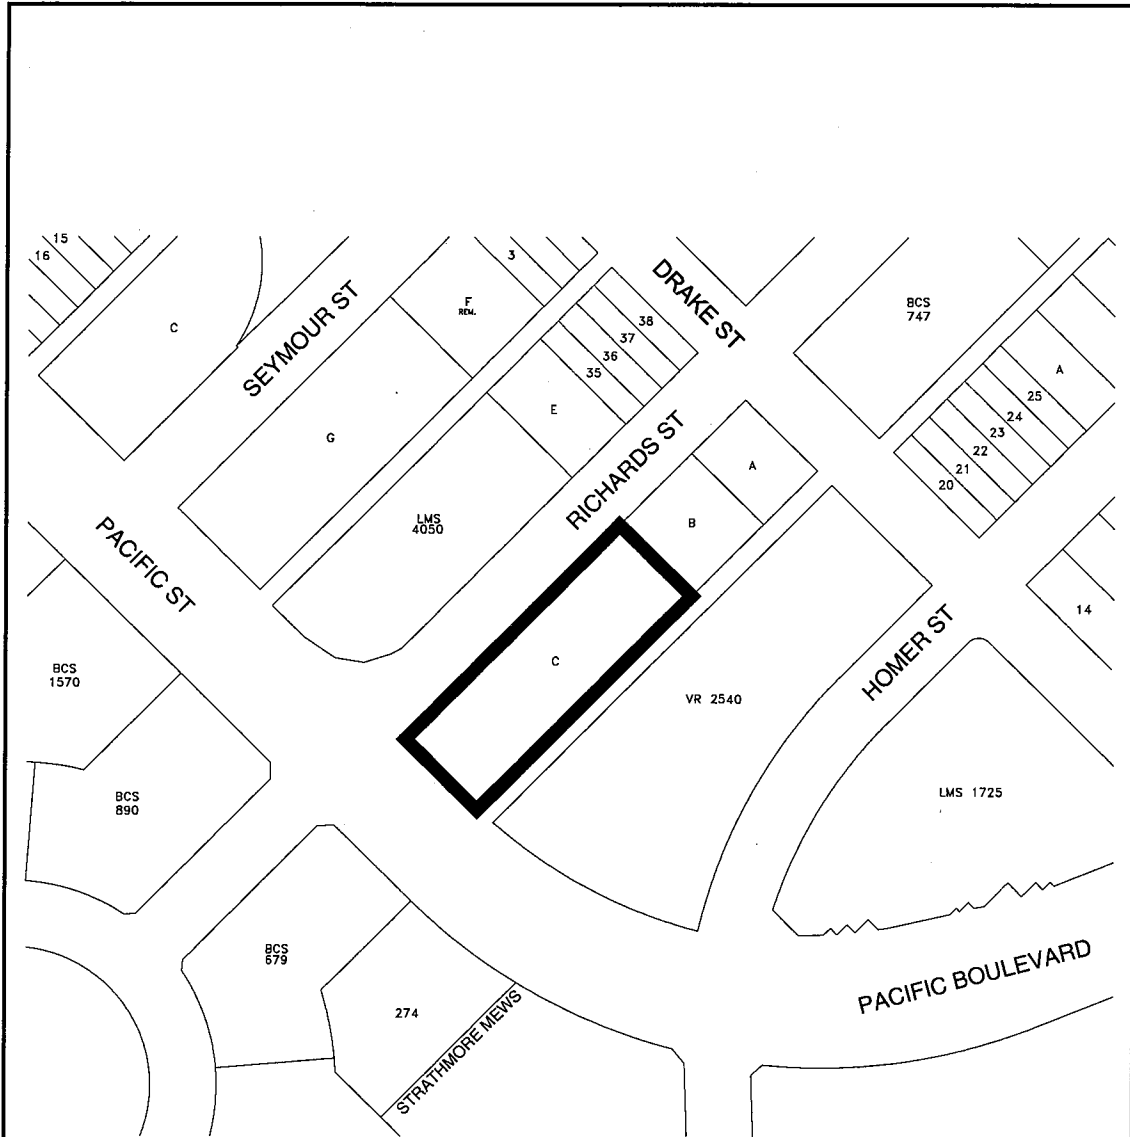 15
16
C
SEYMOUR ST
3
F
REM.
DRAKE ST
BCS
747
38
37
36
35
E
A
25
24
23
22
21
20
G
RICHARDS ST
A
B
LMS
4050
PACIFIC ST
C
14
HOMER ST
BCS
1570
VR 2540
BCS
890
LMS 1725
BCS
679
274
STRATHMORE MEWS
PACIFIC BOULEVARD